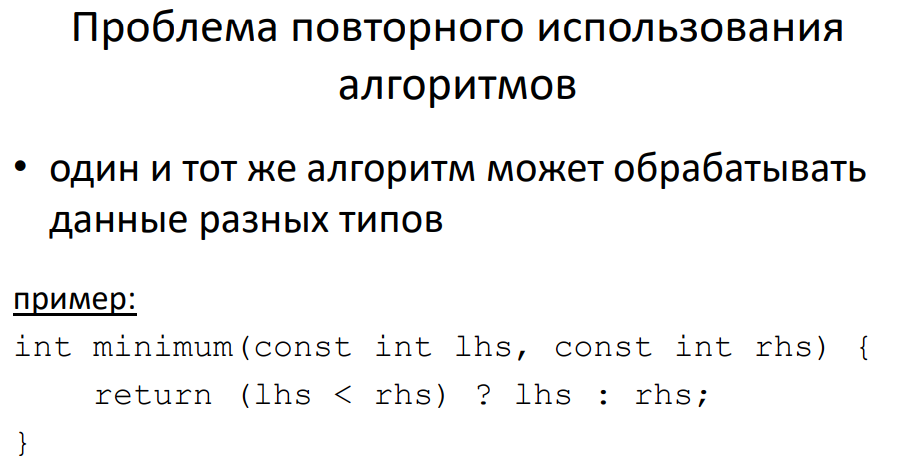 Проблема повторного использования
алгоритмов
• один и тот же алгоритм может обрабатывать
данные разных типов
пример:
int minimum(const int lhs, const int rhs) {
    return (lhs < rhs) ? lhs : rhs;
}